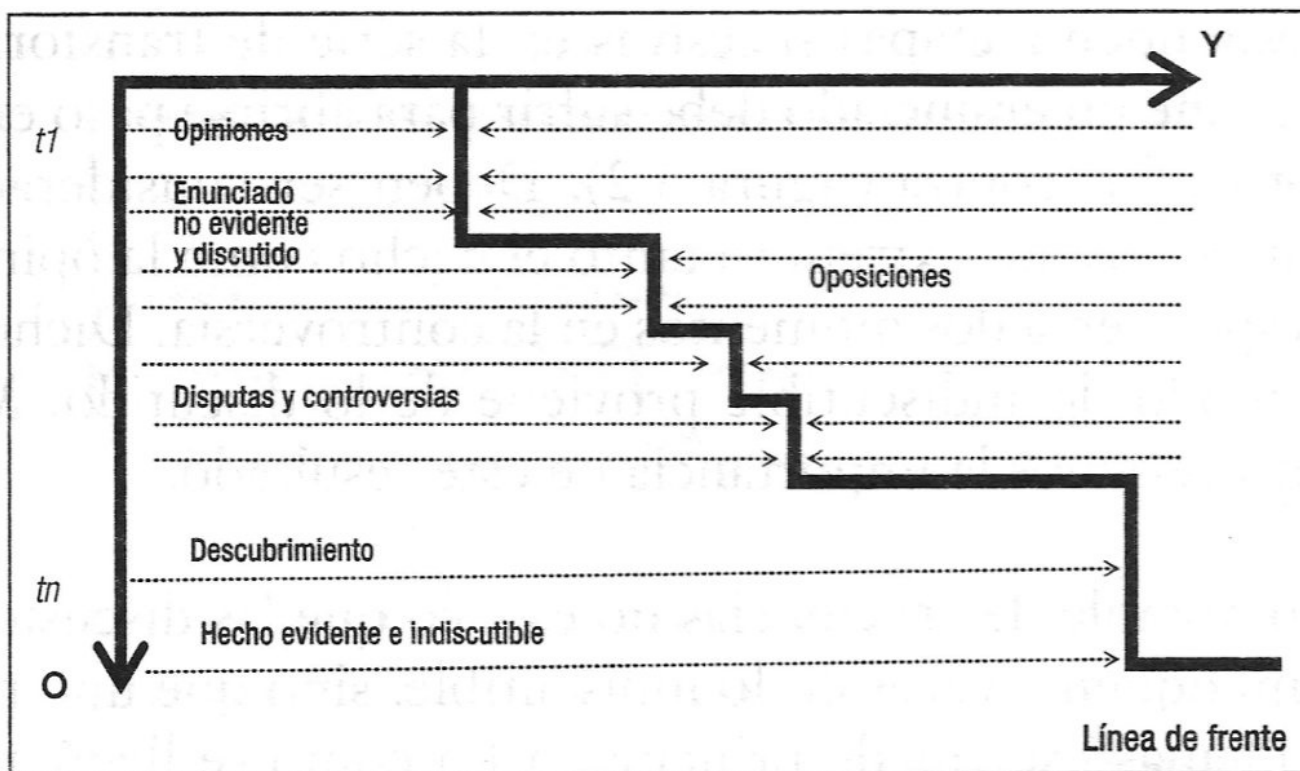 Y
t1
Opiniones
Enunciado
no evidente
y discutido
Oposiciones
Disputas y controversias
Descubrimiento
tn
Hecho evidente e indiscutible
O
Línea de frente